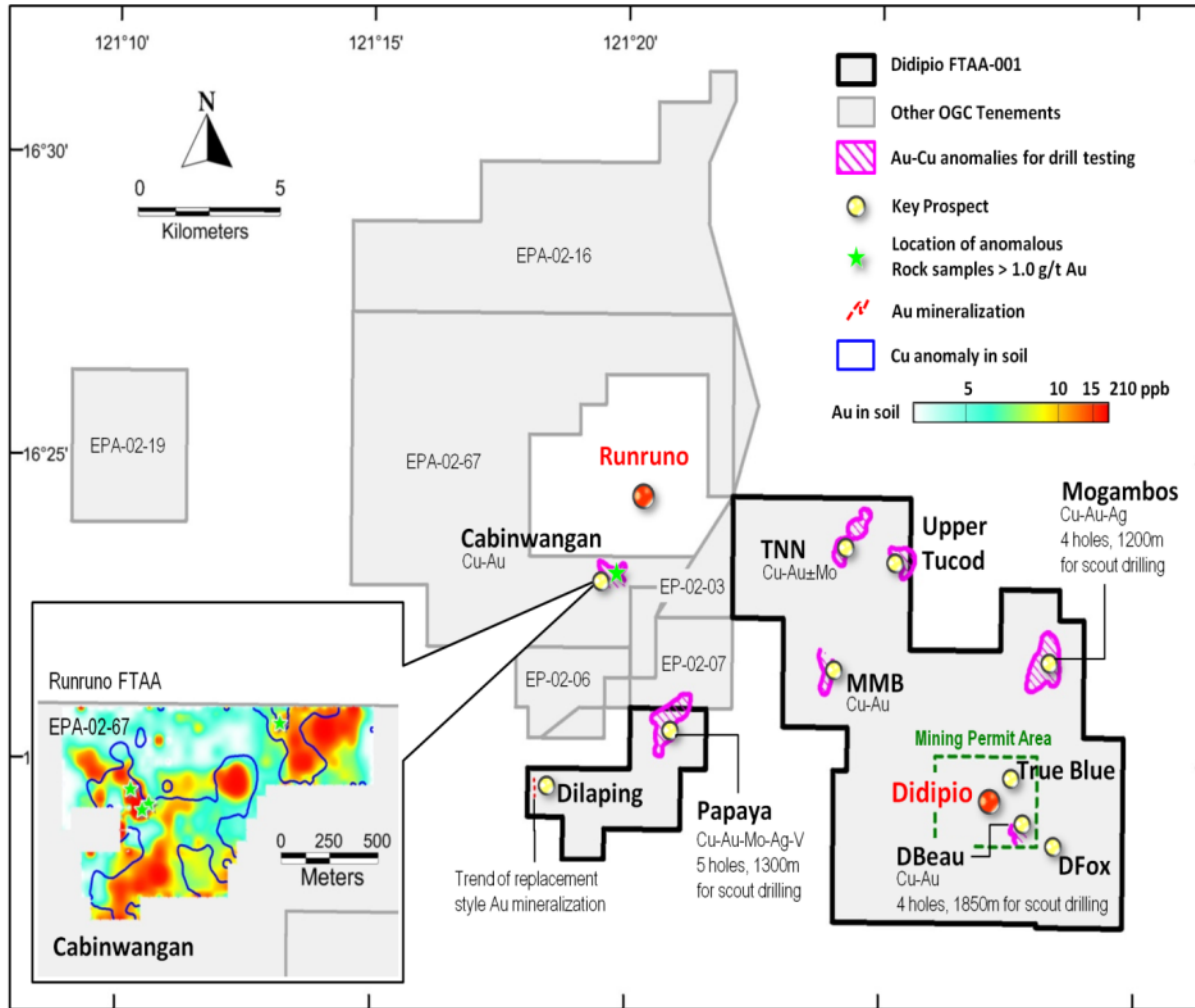 121°10'
121°15'
121°20'
16°30'
16°25'
1
N
0 5
Kilometers
Didipio FTAA-001
Other OGC Tenements
Au-Cu anomalies for drill testing
Key Prospect
Location of anomalous
Rock samples > 1.0 g/t Au
Au mineralization
Cu anomaly in soil
5 10 15 210 ppb
Au in soil
EPA-02-16
EPA-02-19
EPA-02-67
Runruno
Cabinwangan
Cu-Au
EP-02-03
EP-02-06
EP-02-07
TNN
Cu-Au±Mo
Upper
Tucod
Mogambos
Cu-Au-Ag
4 holes, 1200m
for scout drilling
MMB
Cu-Au
Mining Permit Area
True Blue
Didipio
DBeau
Cu-Au
4 holes, 1850m for scout drilling
DFox
Dilaping
Trend of replacement
style Au mineralization
Papaya
Cu-Au-Mo-Ag-V
5 holes, 1300m
for scout drilling
Runruno FTAA
EPA-02-67
0 250 500
Meters
Cabinwangan